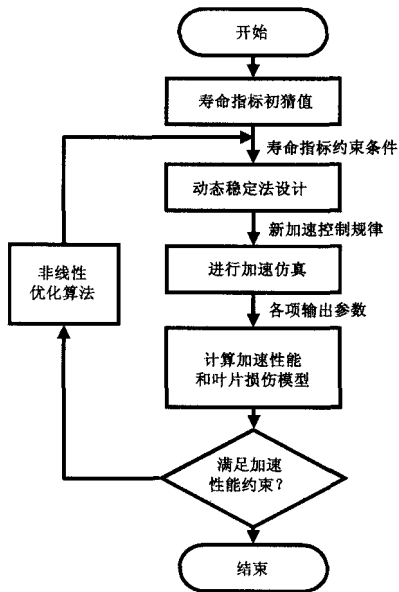 开始
寿命指标初猜值
寿命指标约束条件
动态稳定法设计
新加速控制规律
非线性
优化算法
进行加速仿真
各项输出参数
计算加速性能
和叶片损伤模型
满足加速
性能约束？
结束